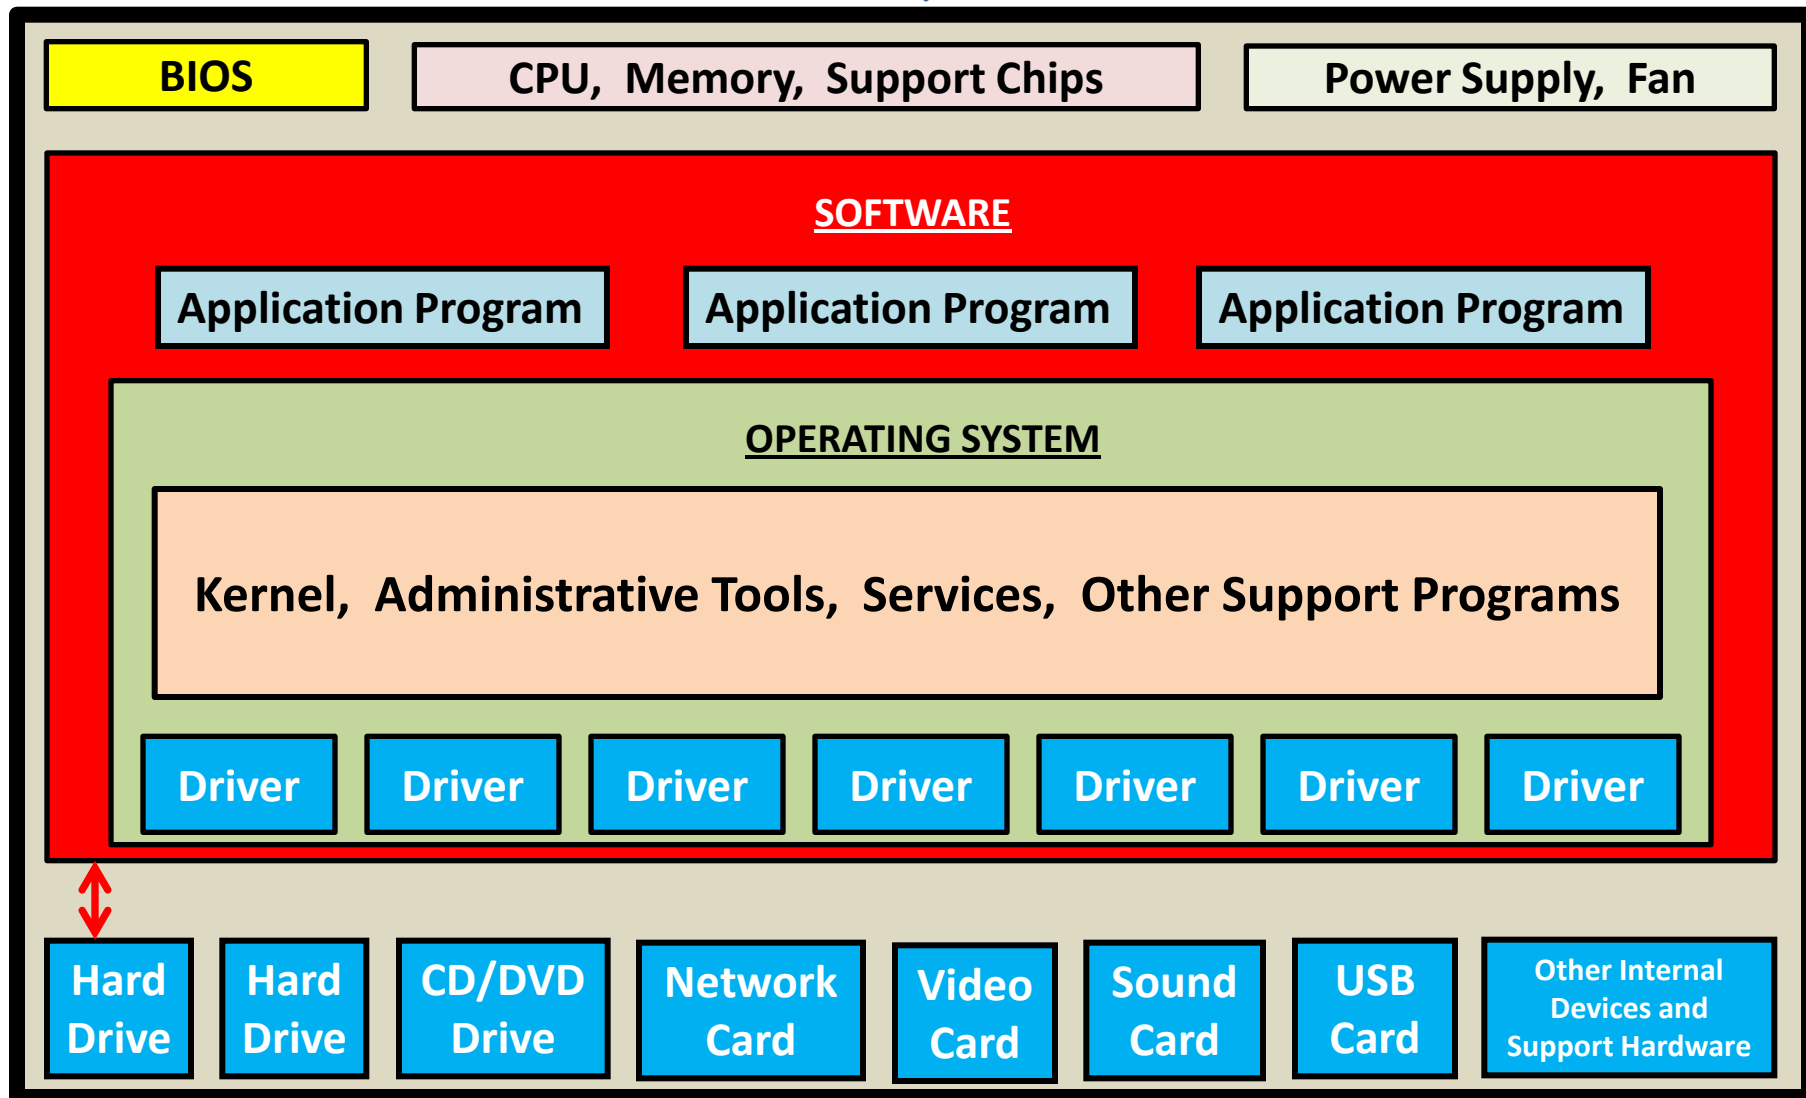 BIOS
CPU, Memory, Support Chips
Power Supply, Fan
SOFTWARE
Application Program
Application Program
Application Program
OPERATING SYSTEM
Kernel, Administrative Tools, Services, Other Support Programs
Driver
Driver
Driver
Driver
Driver
Driver
Driver
Hard
Drive
Hard
Drive
CD/DVD
Drive
Network
Card
Video
Card
Sound
Card
USB
Card
Other Internal
Devices and
Support Hardware